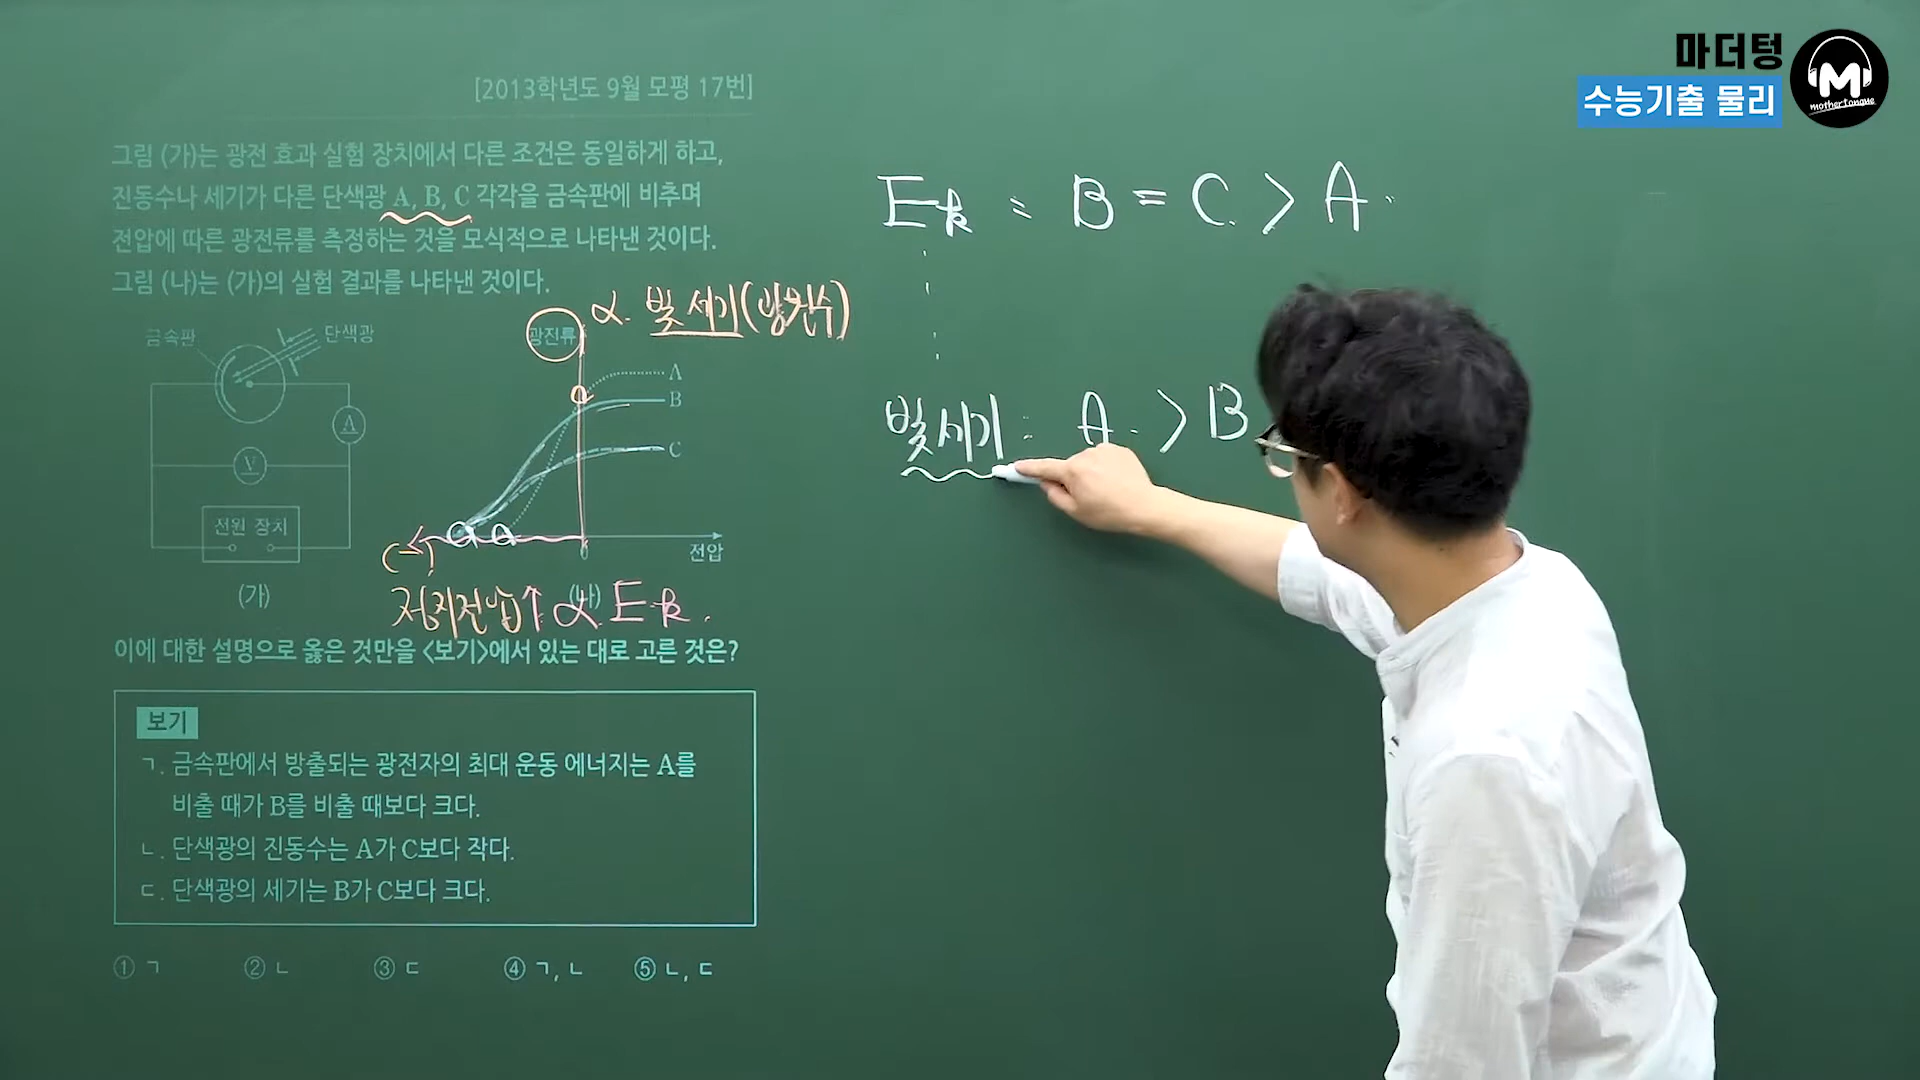 마더텅
수능기출 물리
M
mothertongue
[2013학년도 9월 모평 17번]
그림 (가)는 광전 효과 실험 장치에서 다른 조건은 동일하게 하고,
진동수나 세기가 다른 단색광 A, B, C 각각을 금속판에 비추며
전압에 따른 광전류를 측정하는 것을 모식적으로 나타낸 것이다.
그림 (나)는 (가)의 실험 결과를 나타낸 것이다.
금속판
단색광
A
V
전원 장치
(가)
광전류
α 빛 세기(광전수)
A
B
C
0
전압
(-)
정지전압↑ α Ek.
(나)
이에 대한 설명으로 옳은 것만을 <보기>에서 있는 대로 고른 것은?
보기
ㄱ. 금속판에서 방출되는 광전자의 최대 운동 에너지는 A를
비출 때가 B를 비출 때보다 크다.
ㄴ. 단색광의 진동수는 A가 C보다 작다.
ㄷ. 단색광의 세기는 B가 C보다 크다.
① ㄱ ② ㄴ ③ ㄷ ④ ㄱ, ㄴ ⑤ ㄴ, ㄷ
Ek : B = C > A
빛세기 : A > B